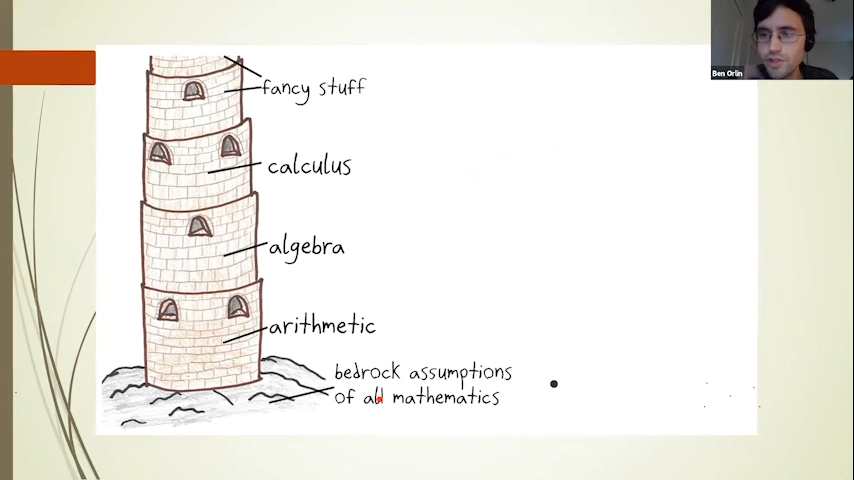 Ben Orlin
fancy stuff
calculus
algebra
arithmetic
bedrock assumptions
of all mathematics